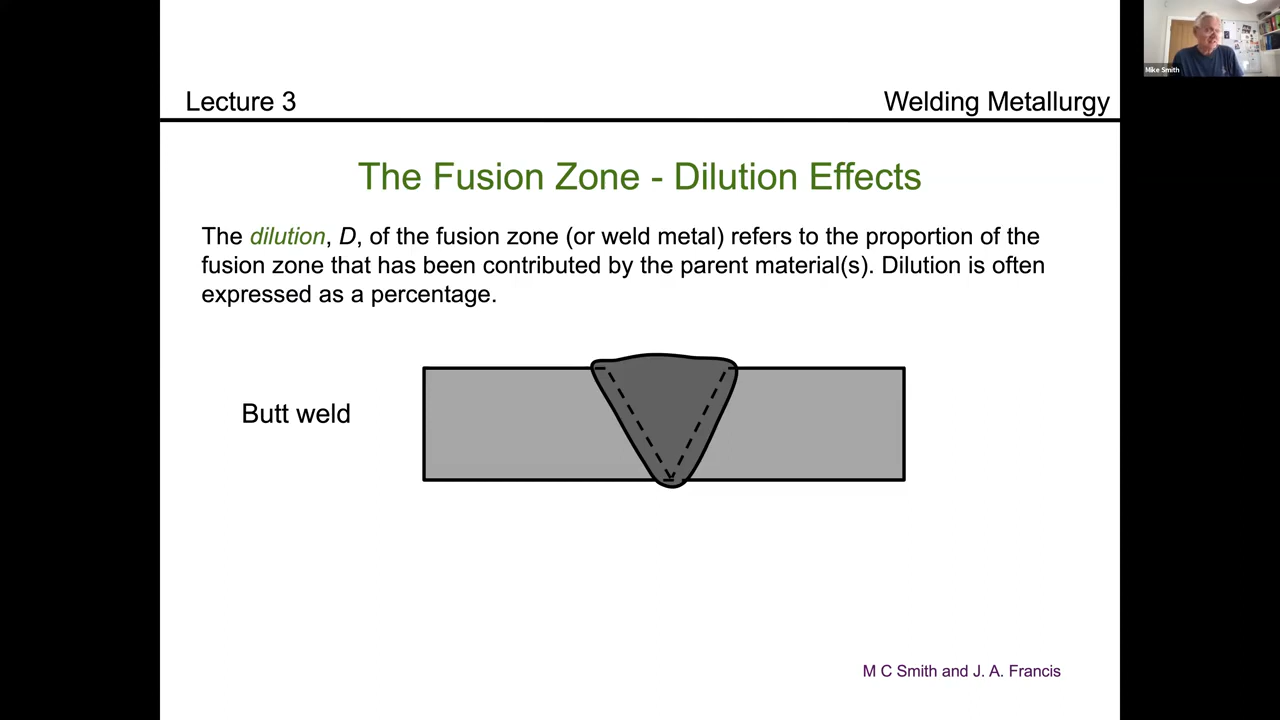 Mike Smith
Lecture 3
Welding Metallurgy
The Fusion Zone - Dilution Effects
The dilution, D, of the fusion zone (or weld metal) refers to the proportion of the
fusion zone that has been contributed by the parent material(s). Dilution is often
expressed as a percentage.
Butt weld
M C Smith and J. A. Francis